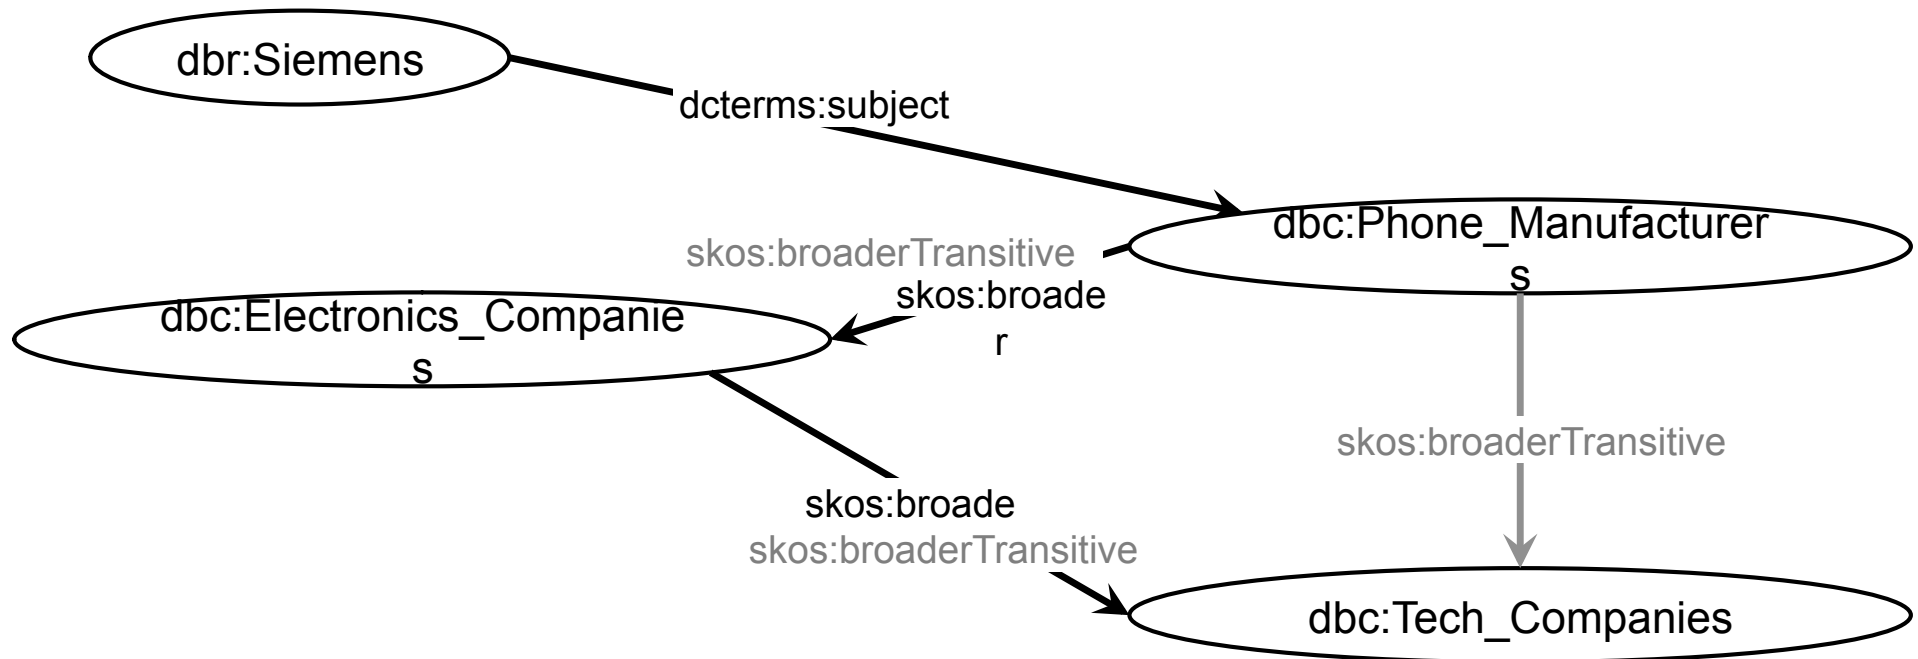 dbr:Siemens
dcterms:subject
dbc:Phone_Manufacturer
s
skos:broaderTransitive
skos:broade
r
dbc:Electronics_Companie
s
skos:broaderTransitive
skos:broade
skos:broaderTransitive
dbc:Tech_Companies